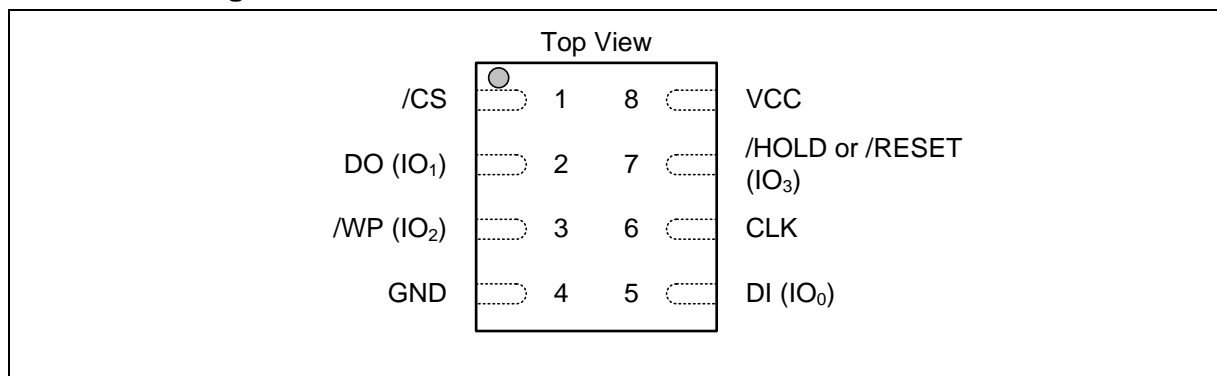 Top View
/CS 1 8 VCC
DO (IO₁) 2 7 /HOLD or /RESET
(IO₃)
/WP (IO₂) 3 6 CLK
GND 4 5 DI (IO₀)